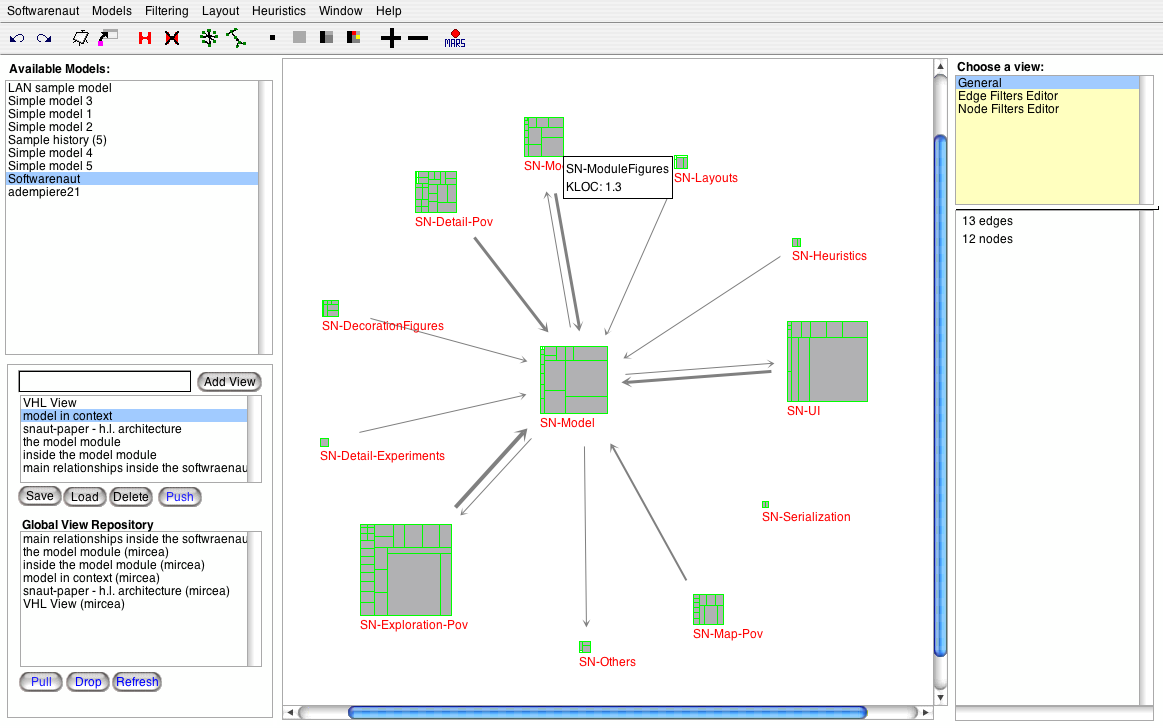 Softwarenaut Models Filtering Layout Heuristics Window Help
MARS
Available Models:
LAN sample model
Simple model 3
Simple model 1
Simple model 2
Sample history (5)
Simple model 4
Simple model 5
Softwarenaut
adempiere21
Add View
VHL View
model in context
snaut-paper - h.l. architecture
the model module
inside the model module
main relationships inside the softwraenau
Save Load Delete Push
Global View Repository
main relationships inside the softwraenau
the model module (mircea)
inside the model module (mircea)
model in context (mircea)
snaut-paper - h.l. architecture (mircea)
VHL View (mircea)
Pull Drop Refresh
SN-Mo
SN-ModuleFigures
KLOC: 1.3
SN-Layouts
SN-Detail-Pov
SN-Heuristics
SN-DecorationFigures
SN-UI
SN-Model
SN-Detail-Experiments
SN-Serialization
SN-Exploration-Pov
SN-Map-Pov
SN-Others
Choose a view:
General
Edge Filters Editor
Node Filters Editor
13 edges
12 nodes